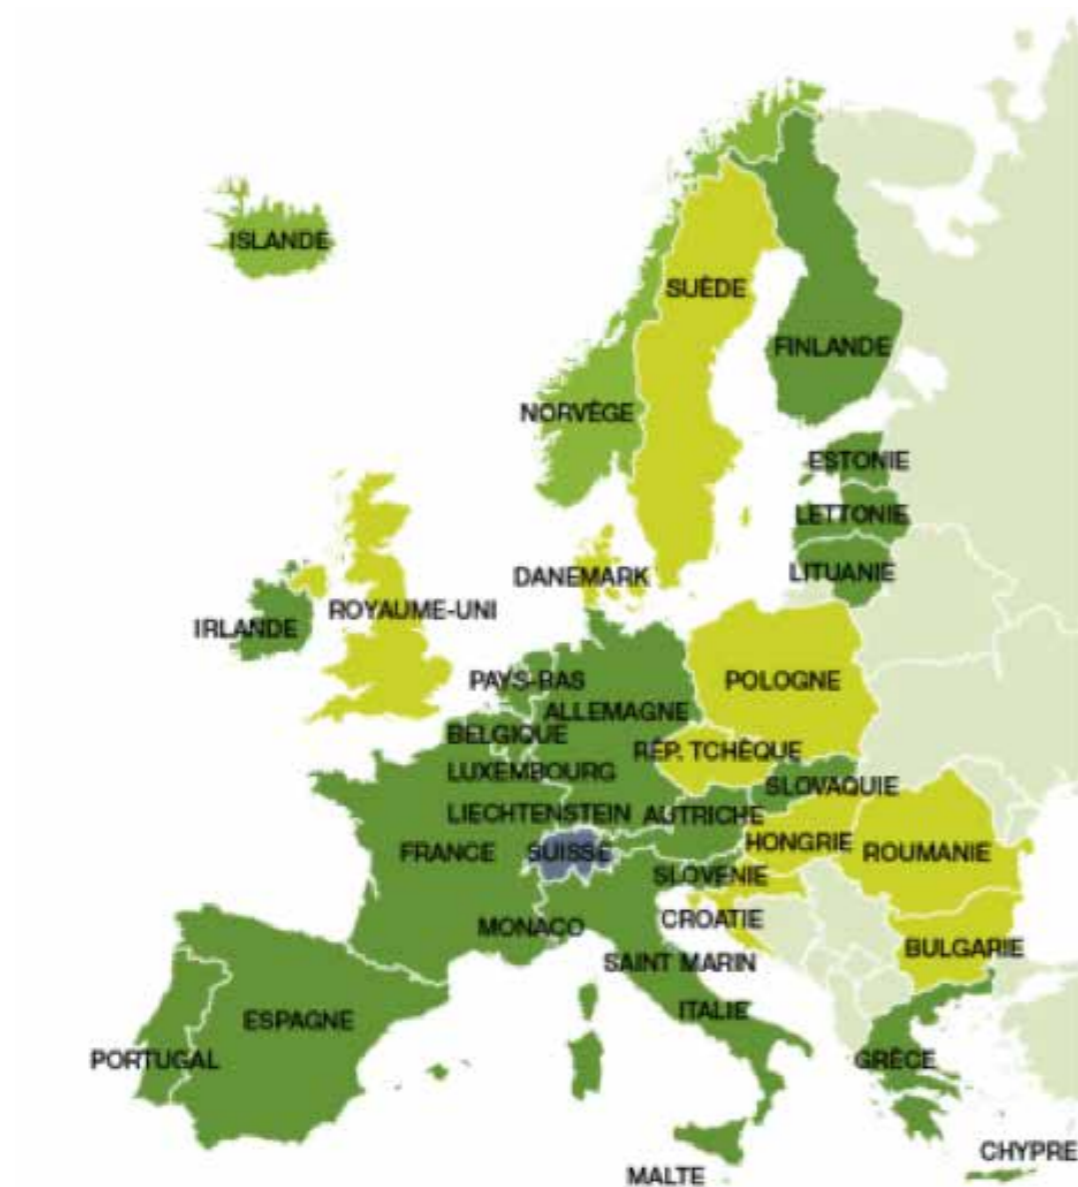 ISLANDE
SUÈDE
FINLANDE
NORVÈGE
ESTONIE
LETTONIE
LITUANIE
DANEMARK
ROYAUME-UNI
IRLANDE
PAYS-BAS
POLOGNE
ALLEMAGNE
BELGIQUE
RÉP. TCHÈQUE
LUXEMBOURG
SLOVAQUIE
LIECHTENSTEIN
AUTRICHE
HONGRIE
ROUMANIE
FRANCE
SUISSE
SLOVENIE
CROATIE
MONACO
BULGARIE
SAINT MARIN
ITALIE
ESPAGNE
PORTUGAL
GRÈCE
CHYPRE
MALTE